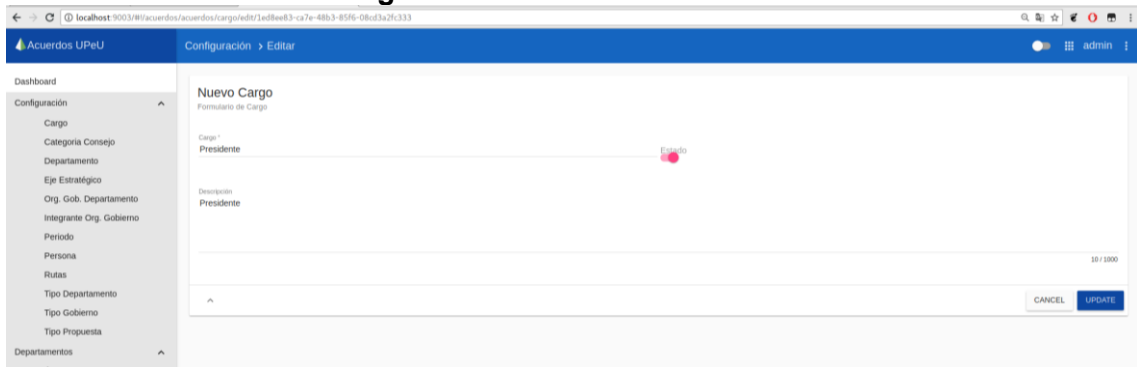 g
localhost:9003/#!/acuerdos/acuerdos/cargo/edit/1ed8ee83-ca7e-48b3-85f6-08cd3a2fc333
Acuerdos UPeU
Configuración > Editar
admin
Dashboard
Configuración
Cargo
Categoria Consejo
Departamento
Eje Estratégico
Org. Gob. Departamento
Integrante Org. Gobierno
Periodo
Persona
Rutas
Tipo Departamento
Tipo Gobierno
Tipo Propuesta
Departamentos
Nuevo Cargo
Formulario de Cargo
Cargo *
Presidente
Estado
Descripción
Presidente
10 / 1000
CANCEL
UPDATE